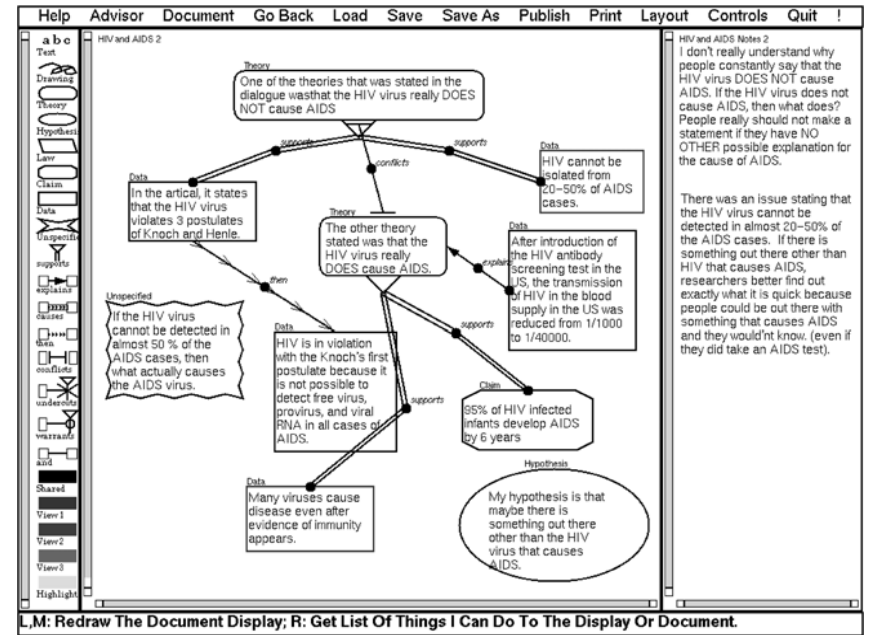 Help Advisor Document Go Back Load Save Save As Publish Print Layout Controls Quit !
a b c
Text
Drawing
Theory
Hypothesi
Law
Claim
Data
Unspecifie
supports
explains
causes
then
conflicts
undercuts
warrants
and
Shared
View1
View2
View3
Highlight
HIV and AIDS 2
Theory
One of the theories that was stated in the
dialogue wasthat the HIV virus really DOES
NOT cause AIDS
supports
supports
conflicts
Data
HIV cannot be
isolated from
20-50% of AIDS
cases.
Data
In the artical, it states
that the HIV virus
violates 3 postulates
of Knoch and Henle.
Theory
The other theory
stated was that the
HIV virus really
DOES cause AIDS.
Data
After introduction of
the HIV antibody
screening test in the
US, the transmission
of HIV in the blood
supply in the US was
reduced from 1/1000
to 1/40000.
explains
then
Unspecified
If the HIV virus
cannot be detected in
almost 50 % of the
AIDS cases, then
what actually causes
the AIDS virus.
Data
HIV is in violation
with the Knoch's first
postulate because it
is not possible to
detect free virus,
provirus, and viral
RNA in all cases of
AIDS.
supports
supports
Claim
95% of HIV infected
infants develop AIDS
by 6 years
Data
Many viruses cause
disease even after
evidence of immunity
appears.
Hypothesis
My hypothesis is that
maybe there is
something out there
other than the HIV
virus that causes
AIDS.
HIV and AIDS Notes 2
I don't really understand why
people constantly say that the
HIV virus DOES NOT cause
AIDS. If the HIV virus does not
cause AIDS, then what does?
People really should not make a
statement if they have NO
OTHER possible explanation for
the cause of AIDS.
There was an issue stating that
the HIV virus cannot be
detected in almost 20-50% of
the AIDS cases. If there is
something out there other than
HIV that causes AIDS,
researchers better find out
exactly what it is quick because
people could be out there with
something that causes AIDS
and they would'nt know. (even if
they did take an AIDS test).
L,M: Redraw The Document Display; R: Get List Of Things I Can Do To The Display Or Document.